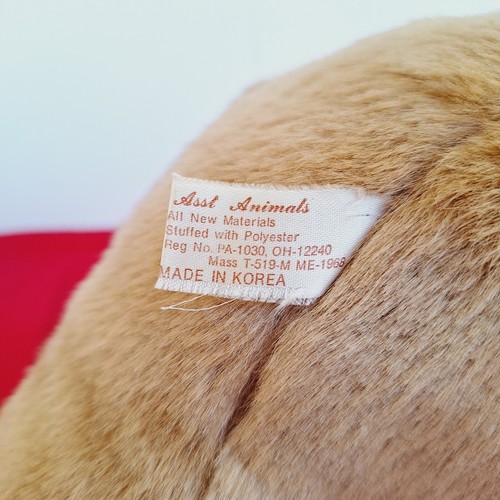 Asst Animals
All New Materials
Stuffed with Polyester
Reg No. PA-1030, OH-12240
Mass T-519-M ME-1968
MADE IN KOREA